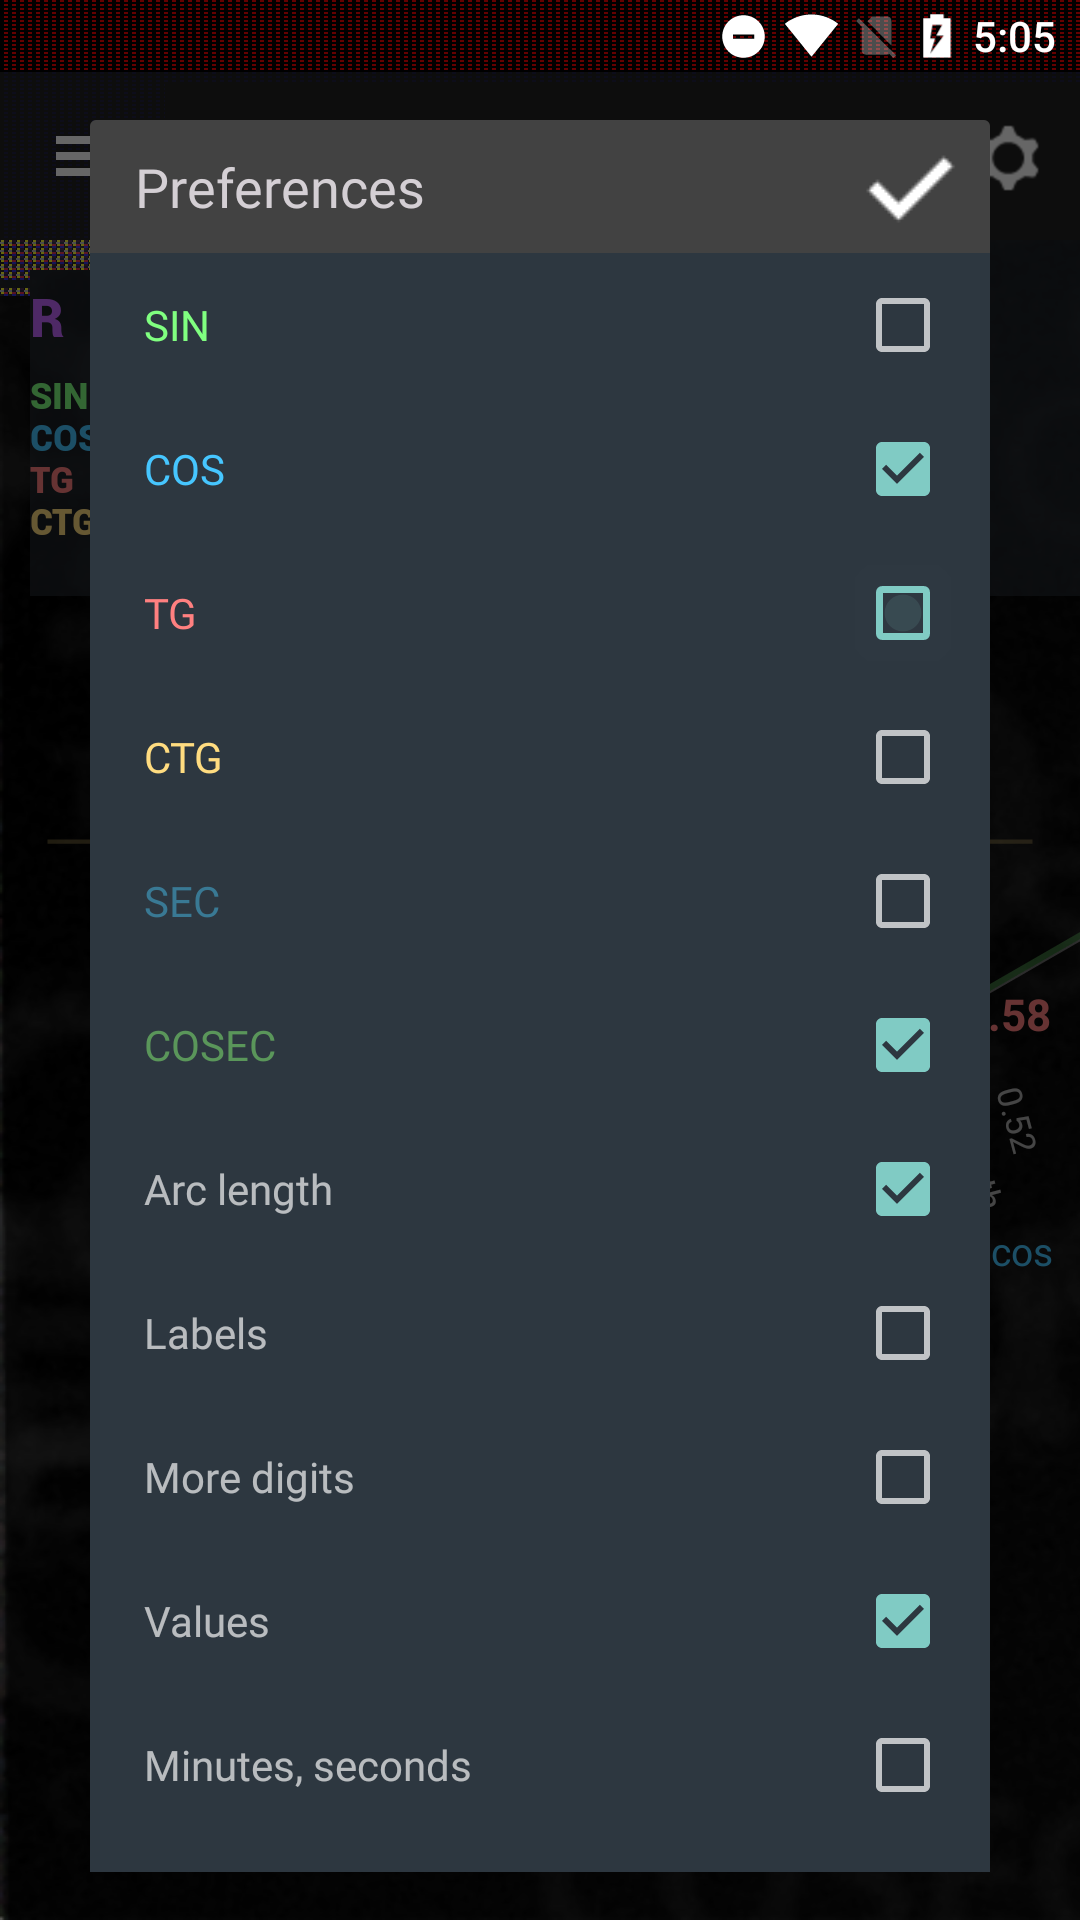 5:05
Preferences
R
SIN
COS
TG
CTG
SIN
COS
TG
CTG
SEC
COSEC
.58
0.52
Arc length
cos
Labels
More digits
Values
Minutes, seconds